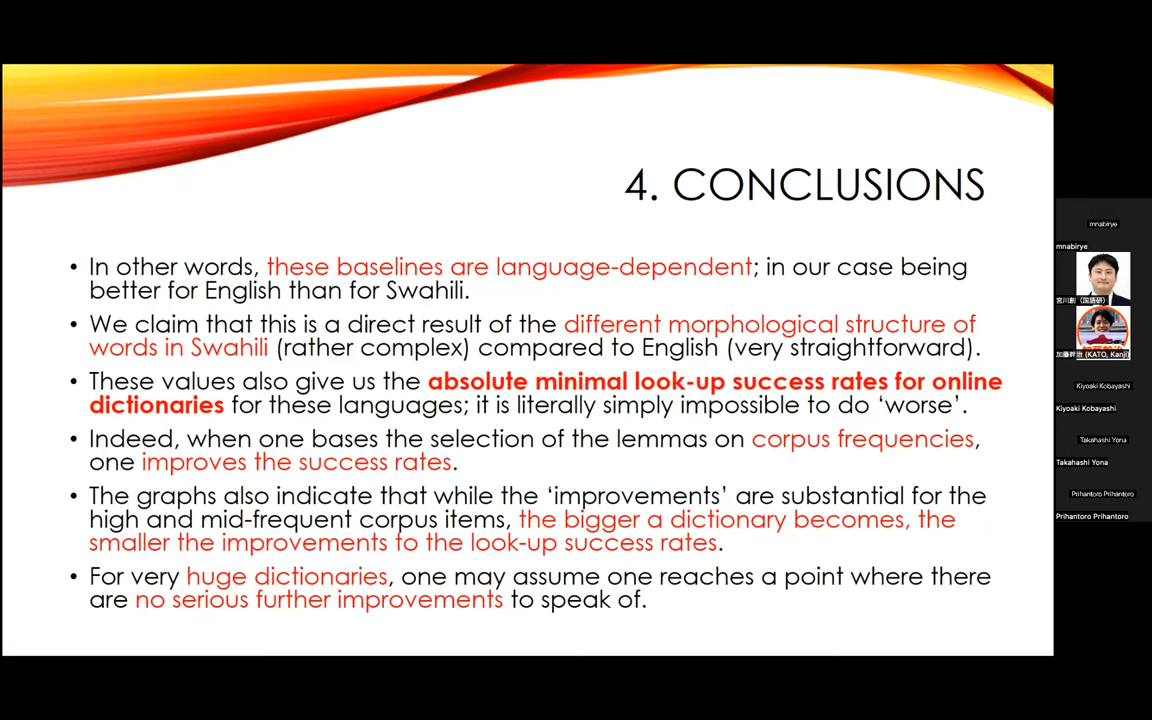 4. CONCLUSIONS
• In other words, these baselines are language-dependent; in our case being
better for English than for Swahili.
• We claim that this is a direct result of the different morphological structure of
words in Swahili (rather complex) compared to English (very straightforward).
• These values also give us the absolute minimal look-up success rates for online
dictionaries for these languages; it is literally simply impossible to do ‘worse’.
• Indeed, when one bases the selection of the lemmas on corpus frequencies,
one improves the success rates.
• The graphs also indicate that while the ‘improvements’ are substantial for the
high and mid-frequent corpus items, the bigger a dictionary becomes, the
smaller the improvements to the look-up success rates.
• For very huge dictionaries, one may assume one reaches a point where there
are no serious further improvements to speak of.
mnabirye
mnabirye
宮川創（国語研）
加藤幹治 (KATO, Kanji)
Kiyoaki Kobayashi
Kiyoaki Kobayashi
Takahashi Yona
Takahashi Yona
Prihantoro Prihantoro
Prihantoro Prihantoro